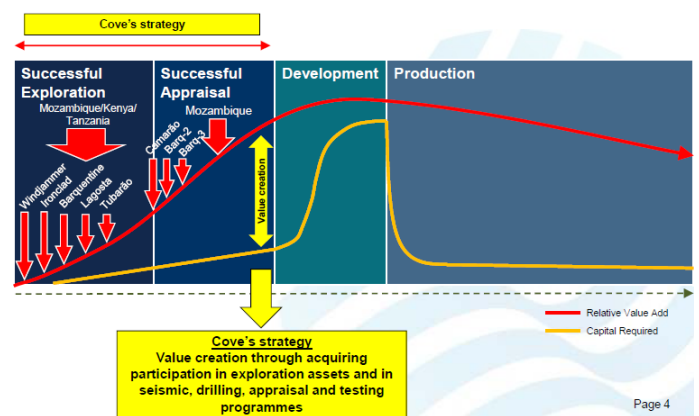 Cove's strategy
Successful
Exploration
Mozambique/Kenya/
Tanzania
Successful
Appraisal
Mozambique
Development
Production
Windjammer
Ironclad
Barquentine
Lagosta
Tubarão
Camarão
Barq-2
Barq-3
Value creation
Relative Value Add
Capital Required
Cove's strategy
Value creation through acquiring
participation in exploration assets and in
seismic, drilling, appraisal and testing
programmes
Page 4